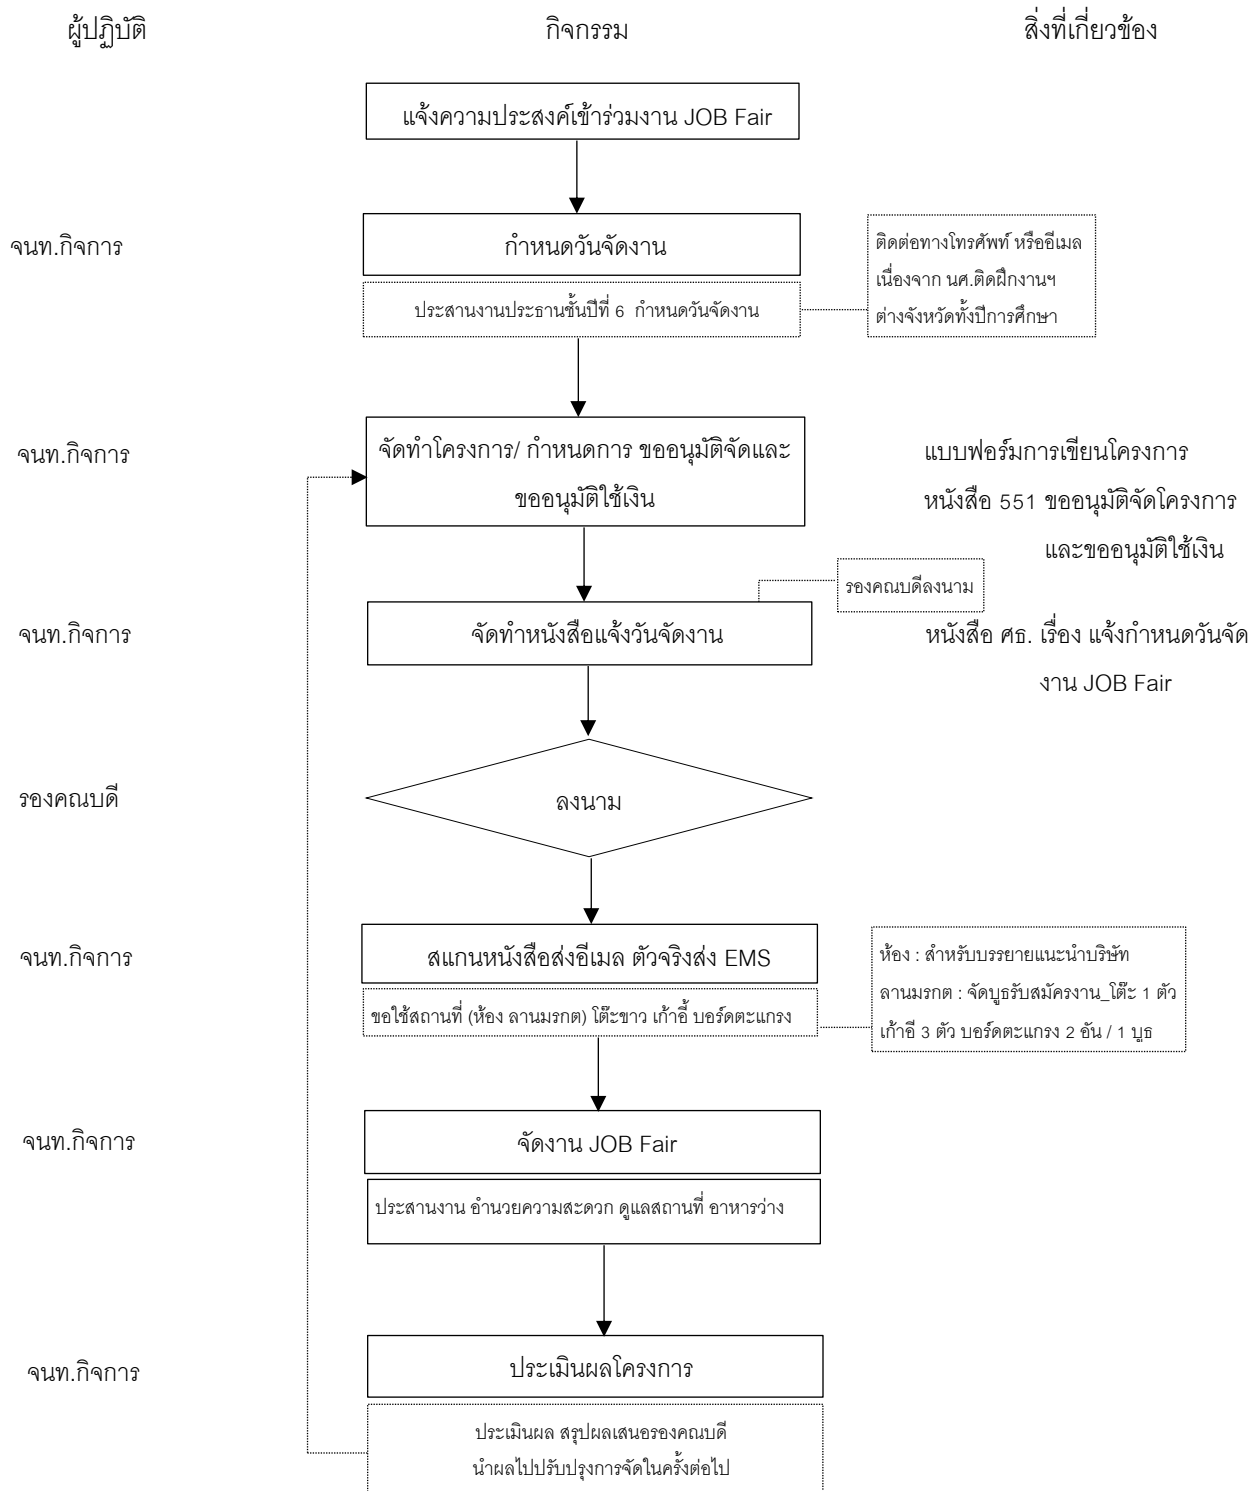 ผู้ปฏิบัติ
กิจกรรม
สิ่งที่เกี่ยวข้อง
แจ้งความประสงค์เข้าร่วมงาน JOB Fair
จนท.กิจการ
กำหนดวันจัดงาน
ประสานงานประธานชั้นปีที่ 6 กำหนดวันจัดงาน
ติดต่อทางโทรศัพท์ หรืออีเมล
เนื่องจาก นศ.ติดฝึกงานฯ
ต่างจังหวัดทั้งปีการศึกษา
จนท.กิจการ
จัดทำโครงการ/ กำหนดการ ขออนุมัติจัดและ
ขออนุมัติใช้เงิน
แบบฟอร์มการเขียนโครงการ
หนังสือ 551 ขออนุมัติจัดโครงการ
และขออนุมัติใช้เงิน
รองคณบดีลงนาม
จนท.กิจการ
จัดทำหนังสือแจ้งวันจัดงาน
หนังสือ ศธ. เรื่อง แจ้งกำหนดวันจัด
งาน JOB Fair
รองคณบดี
ลงนาม
จนท.กิจการ
สแกนหนังสือส่งอีเมล ตัวจริงส่ง EMS
ขอใช้สถานที่ (ห้อง ลานมรกต) โต๊ะขาว เก้าอี้ บอร์ดตะแกรง
ห้อง : สำหรับบรรยายแนะนำบริษัท
ลานมรกต : จัดบูธรับสมัครงาน_โต๊ะ 1 ตัว
เก้าอี 3 ตัว บอร์ดตะแกรง 2 อัน / 1 บูธ
จนท.กิจการ
จัดงาน JOB Fair
ประสานงาน อำนวยความสะดวก ดูแลสถานที่ อาหารว่าง
จนท.กิจการ
ประเมินผลโครงการ
ประเมินผล สรุปผลเสนอรองคณบดี
นำผลไปปรับปรุงการจัดในครั้งต่อไป